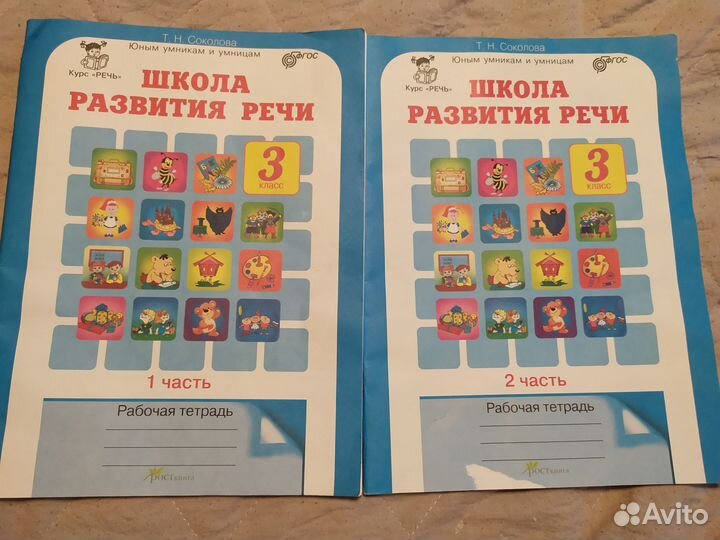 Т. Н. Соколова
Юным умникам и умницам
Курс «РЕЧЬ»
ФГОС
ШКОЛА
РАЗВИТИЯ РЕЧИ
3
класс
1 часть
Рабочая тетрадь
РОСТкнига
Т. Н. Соколова
Юным умникам и умницам
Курс «РЕЧЬ»
ФГОС
ШКОЛА
РАЗВИТИЯ РЕЧИ
3
класс
2 часть
Рабочая тетрадь
РОСТкнига
Avito